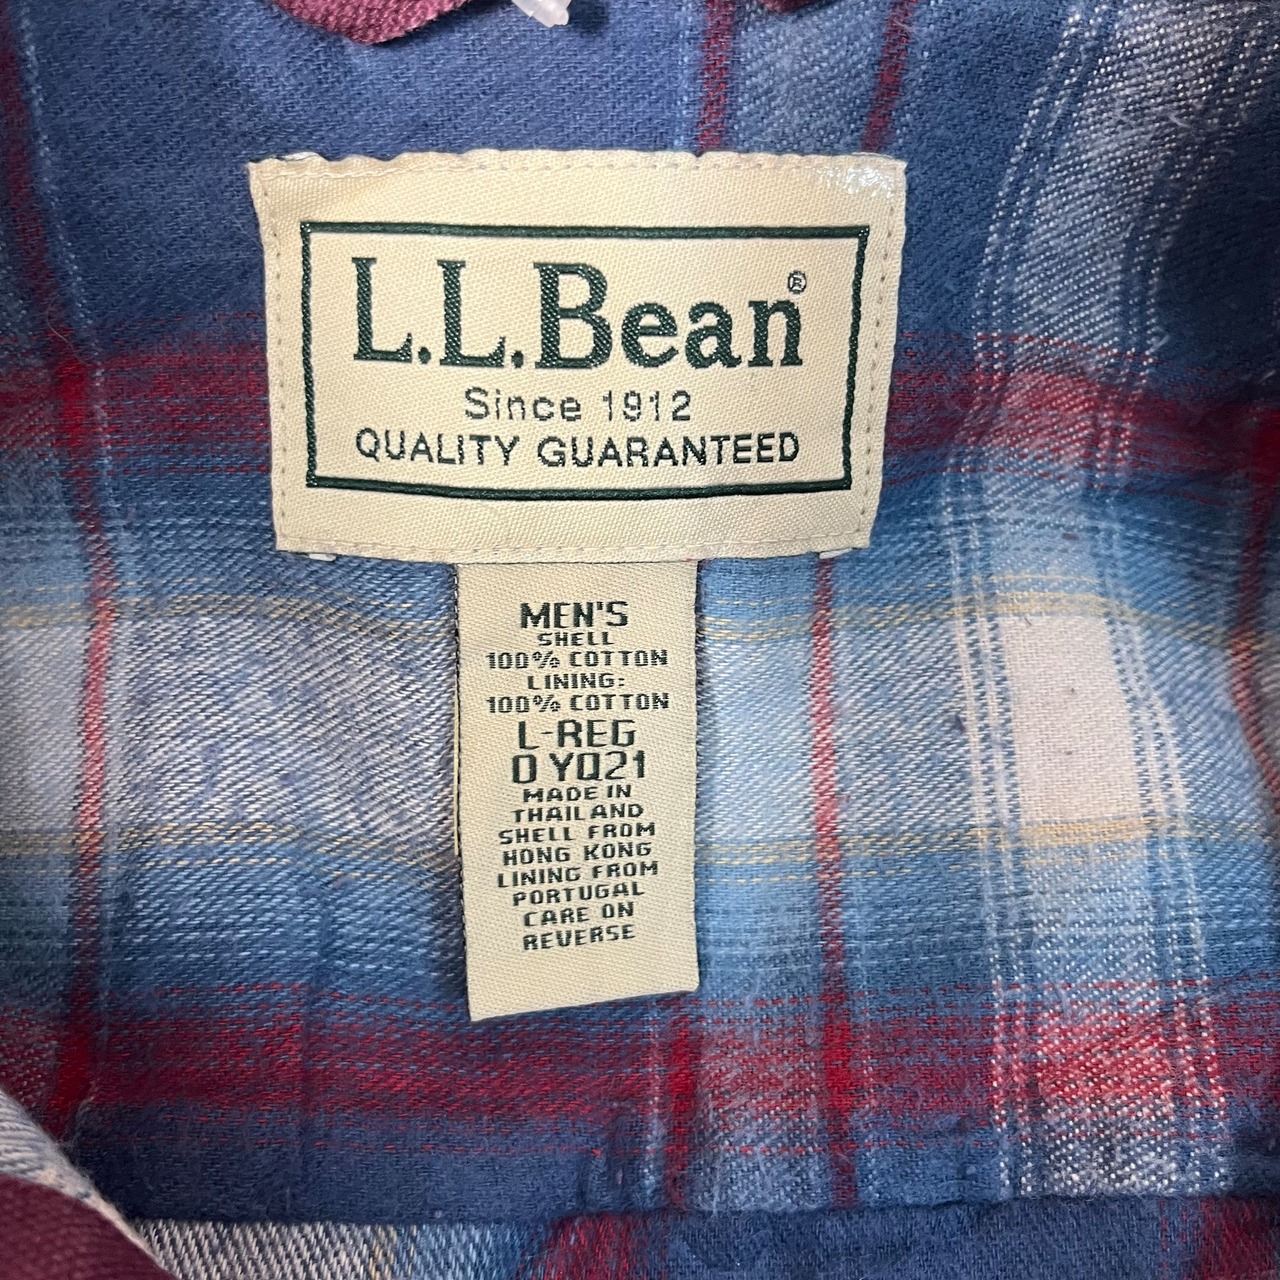 L.L.Bean®
Since 1912
QUALITY GUARANTEED
MEN'S
SHELL
100% COTTON
LINING:
100% COTTON
L-REG
0 YQ21
MADE IN
THAILAND
SHELL FROM
HONG KONG
LINING FROM
PORTUGAL
CARE ON
REVERSE